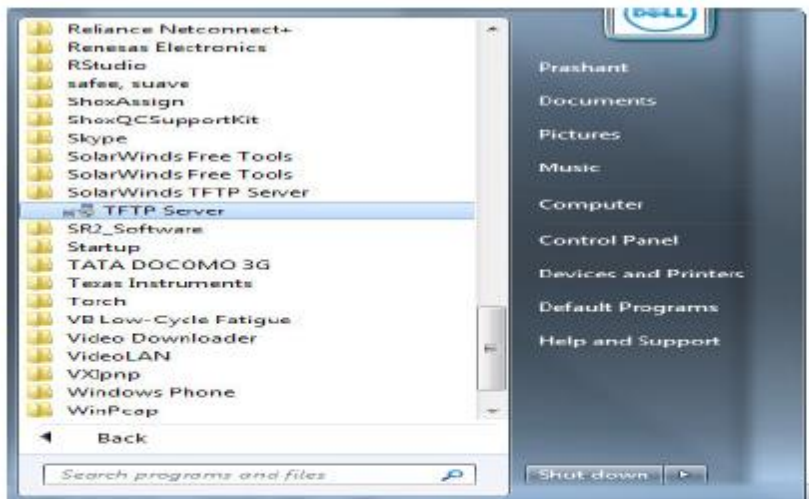 Reliance Netconnect+
Renesas Electronics
RStudio
safee, suave
ShoxAssign
ShoxQCSupportKit
Skype
SolarWinds Free Tools
SolarWinds Free Tools
SolarWinds TFTP Server
TFTP Server
SR2_Software
Startup
TATA DOCOMO 3G
Texas Instruments
Torch
VB Low-Cycle Fatigue
Video Downloader
VideoLAN
VXIpnp
Windows Phone
WinPcap
Back
Search programs and files
DELL
Prashant
Documents
Pictures
Music
Computer
Control Panel
Devices and Printers
Default Programs
Help and Support
Shut down